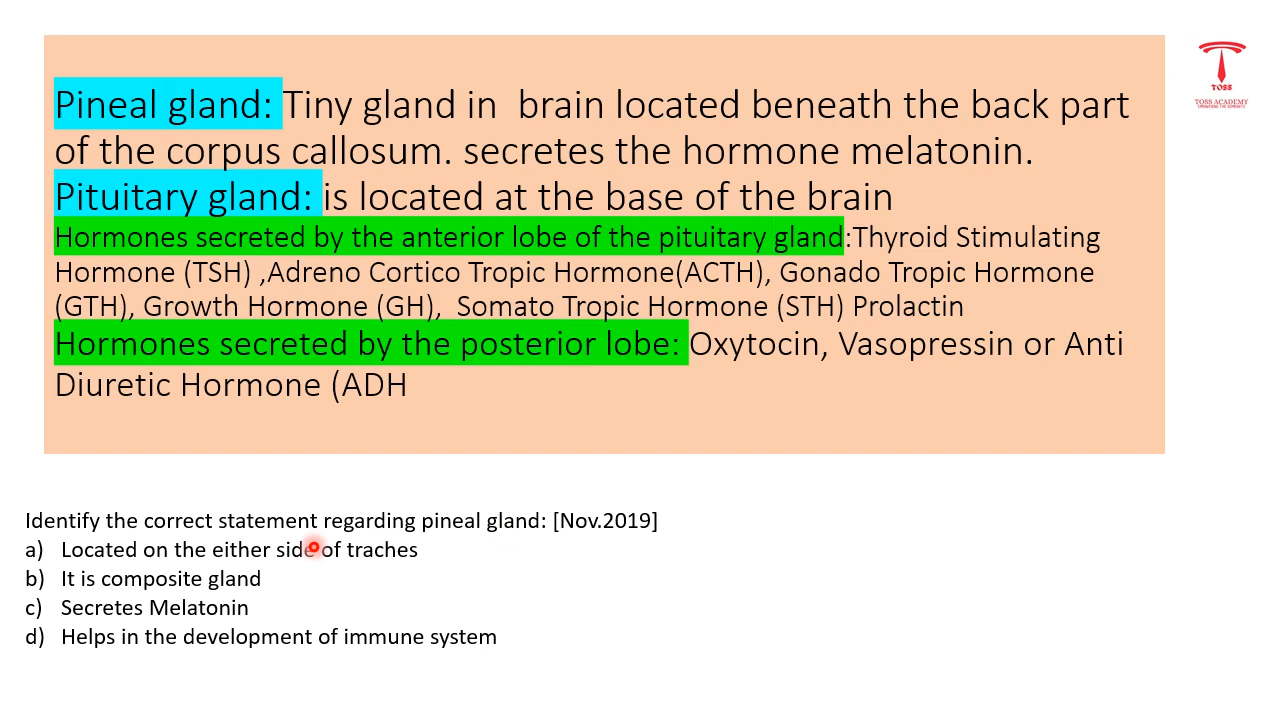 Pineal gland: Tiny gland in brain located beneath the back part
of the corpus callosum. secretes the hormone melatonin.
Pituitary gland: is located at the base of the brain
Hormones secreted by the anterior lobe of the pituitary gland:Thyroid Stimulating
Hormone (TSH) ,Adreno Cortico Tropic Hormone(ACTH), Gonado Tropic Hormone
(GTH), Growth Hormone (GH), Somato Tropic Hormone (STH) Prolactin
Hormones secreted by the posterior lobe: Oxytocin, Vasopressin or Anti
Diuretic Hormone (ADH
TOSS
TOSS ACADEMY
Identify the correct statement regarding pineal gland: [Nov.2019]
a) Located on the either side of traches
b) It is composite gland
c) Secretes Melatonin
d) Helps in the development of immune system